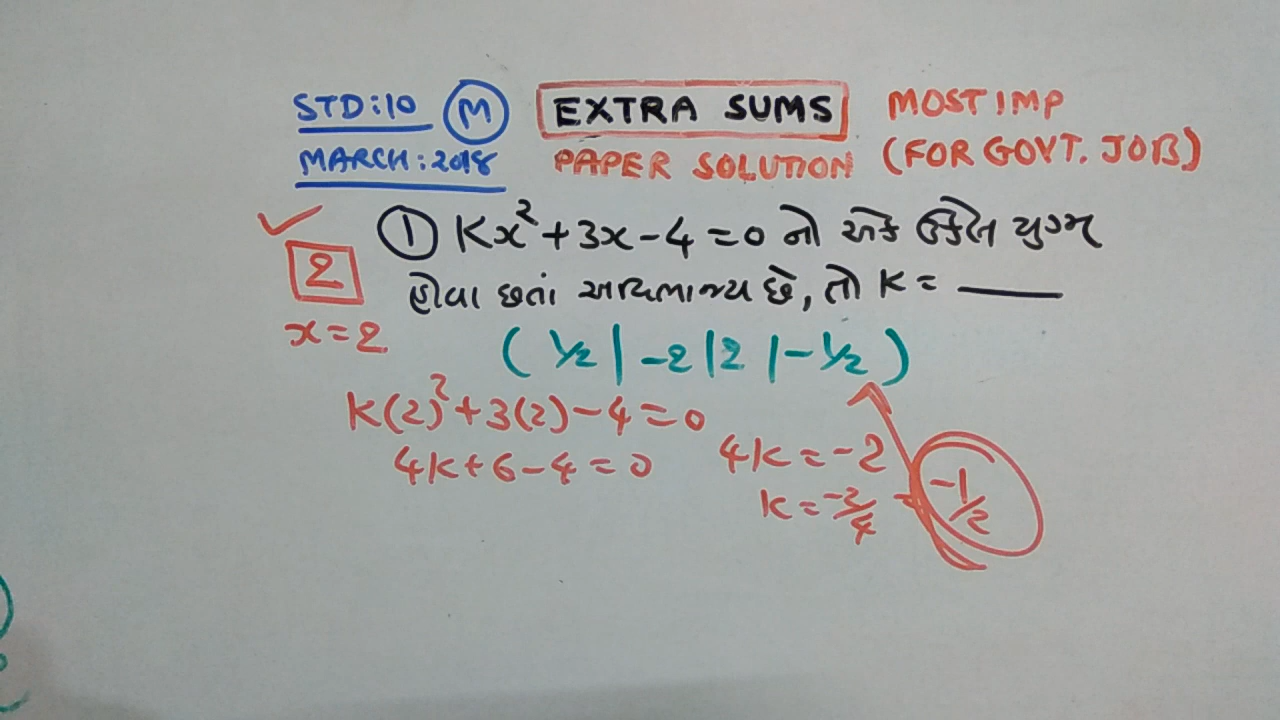 STD:10 M EXTRA SUMS MOST IMP
MARCH:2018 PAPER SOLUTION (FOR GOVT. JOB)
① Kx²+3x-4=0 નો એક ઉકેલ યુગ્મ
2 હોવા છતાં અવિભાજ્ય છે, તો K= ____
x=2 (1/2 | -2 | 2 | -1/2)
K(2)²+3(2)-4=0
4K+6-4=0 4K=-2
K=-2/4 = -1/2